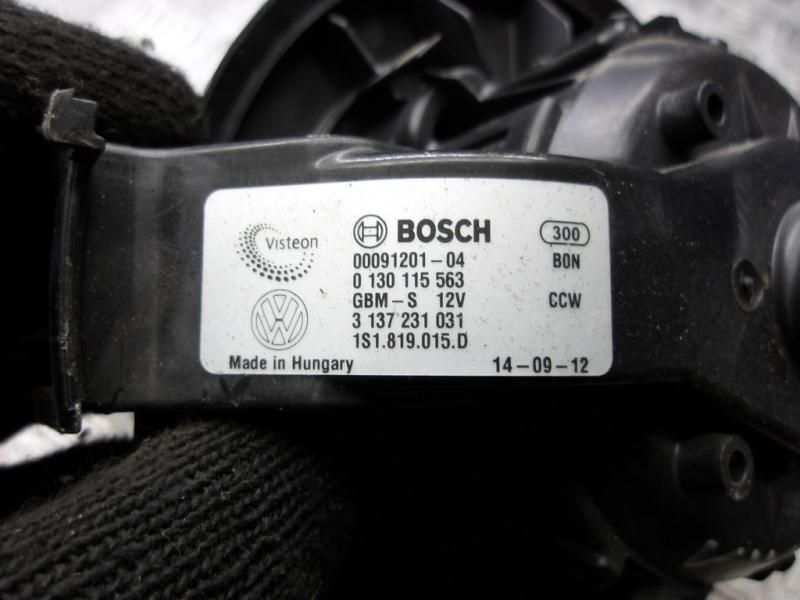 Visteon BOSCH 300
00091201-04 BON
0 130 115 563
GBM-S 12V CCW
3 137 231 031
1S1.819.015.D
Made in Hungary 14-09-12